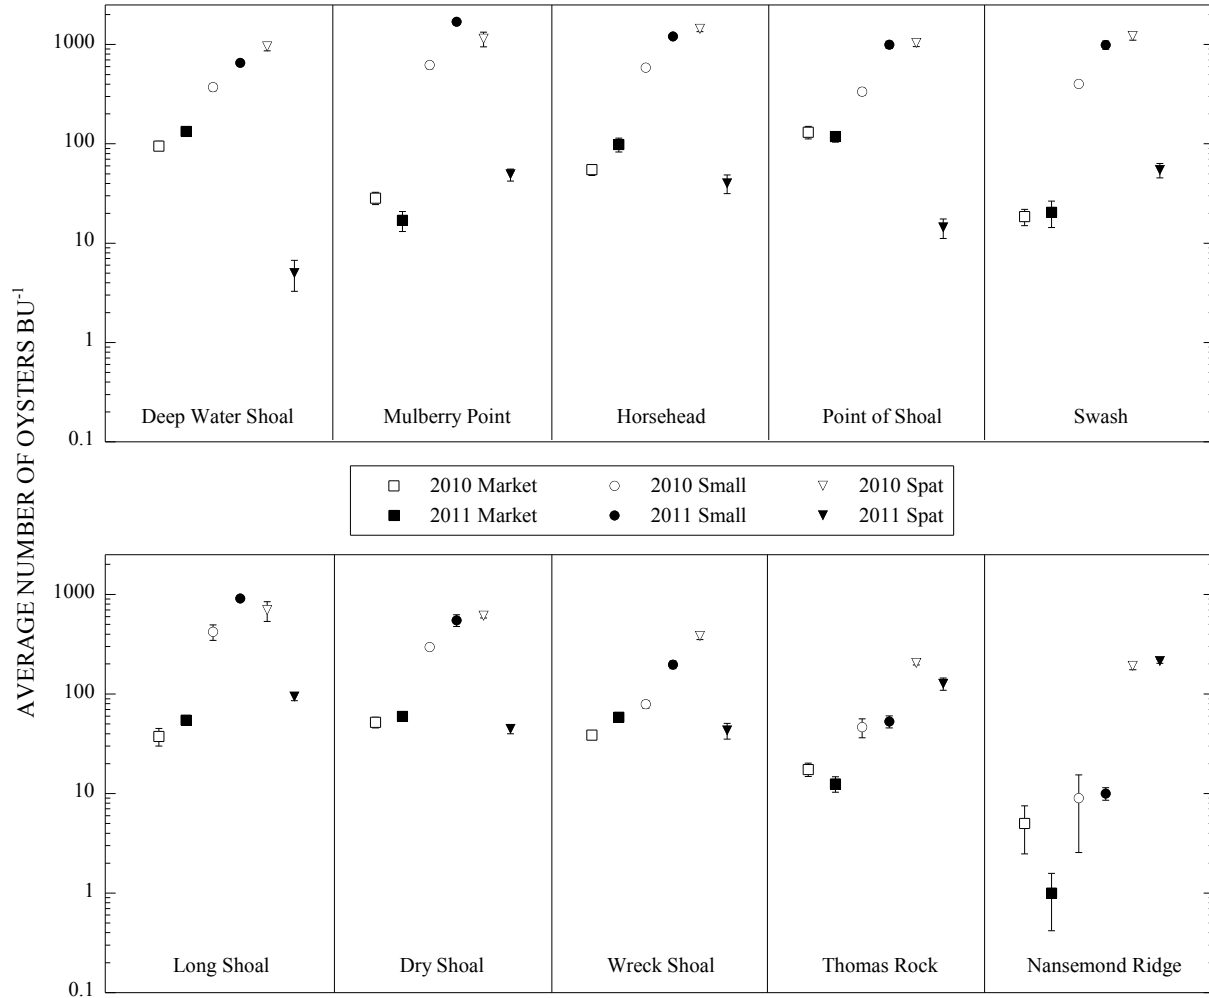 AVERAGE NUMBER OF OYSTERS BU-1
1000
100
10
1
0.1
Deep Water Shoal
Mulberry Point
Horsehead
Point of Shoal
Swash
2010 Market
2010 Small
2010 Spat
2011 Market
2011 Small
2011 Spat
1000
100
10
1
0.1
Long Shoal
Dry Shoal
Wreck Shoal
Thomas Rock
Nansemond Ridge